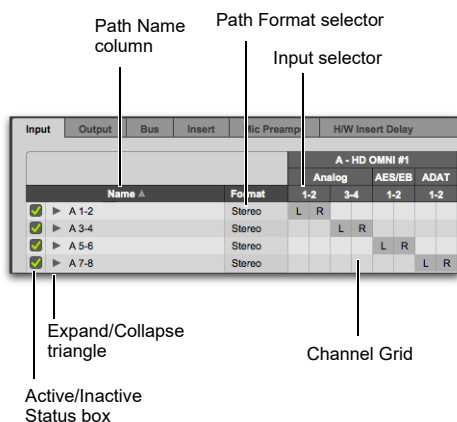 Path Name
column
Path Format selector
Input selector
Input Output Bus Insert Mic Preamps H/W Insert Delay
A - HD OMNI #1
Analog AES/EB ADAT
Name Format 1-2 3-4 1-2 1-2
A 1-2 Stereo L R
A 3-4 Stereo L R
A 5-6 Stereo L R
A 7-8 Stereo L R
Expand/Collapse
triangle
Channel Grid
Active/Inactive
Status box